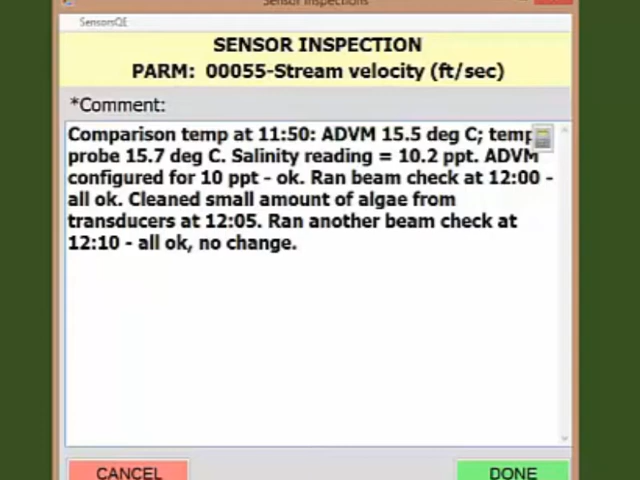 Sensor Inspections
SensorsQE
SENSOR INSPECTION
PARM: 00055-Stream velocity (ft/sec)
*Comment:
Comparison temp at 11:50: ADVM 15.5 deg C; temp
probe 15.7 deg C. Salinity reading = 10.2 ppt. ADVM
configured for 10 ppt - ok. Ran beam check at 12:00 -
all ok. Cleaned small amount of algae from
transducers at 12:05. Ran another beam check at
12:10 - all ok, no change.
CANCEL DONE